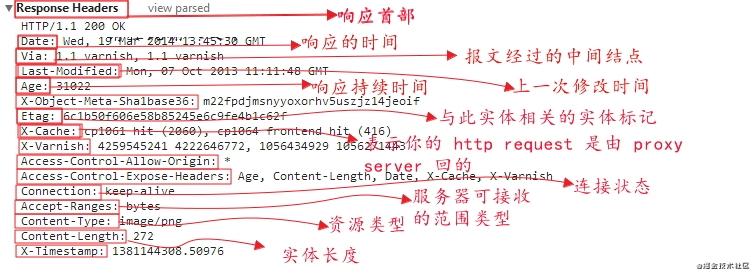 Response Headers view parsed 响应首部
HTTP/1.1 200 OK
Date: Wed, 19 Mar 2014 13:45:30 GMT 响应的时间
Via: 1.1 varnish, 1.1 varnish 报文经过的中间结点
Last-Modified: Mon, 07 Oct 2013 11:11:48 GMT
Age: 31022 响应持续时间 上一次修改时间
X-Object-Meta-Sha1base36: m22fpdjmsnyyoxorhv5uszjz14jeoif
Etag: 6c1b50f606e58b85245e6c9fe4b1c62f 与此实体相关的实体标记
X-Cache: cp1061 hit (2060), cp1064 frontend hit (416)
X-Varnish: 4259545241 4222646772, 1056434929 表示你的 http request 是由 proxy
Access-Control-Allow-Origin: * server 回的
Access-Control-Expose-Headers: Age, Content-Length, Date, X-Cache, X-Varnish
Connection: keep-alive 连接状态
Accept-Ranges: bytes 服务器可接收
Content-Type: image/png 资源类型 的范围类型
Content-Length: 272
X-Timestamp: 1381144308.50976 实体长度
@掘金技术社区